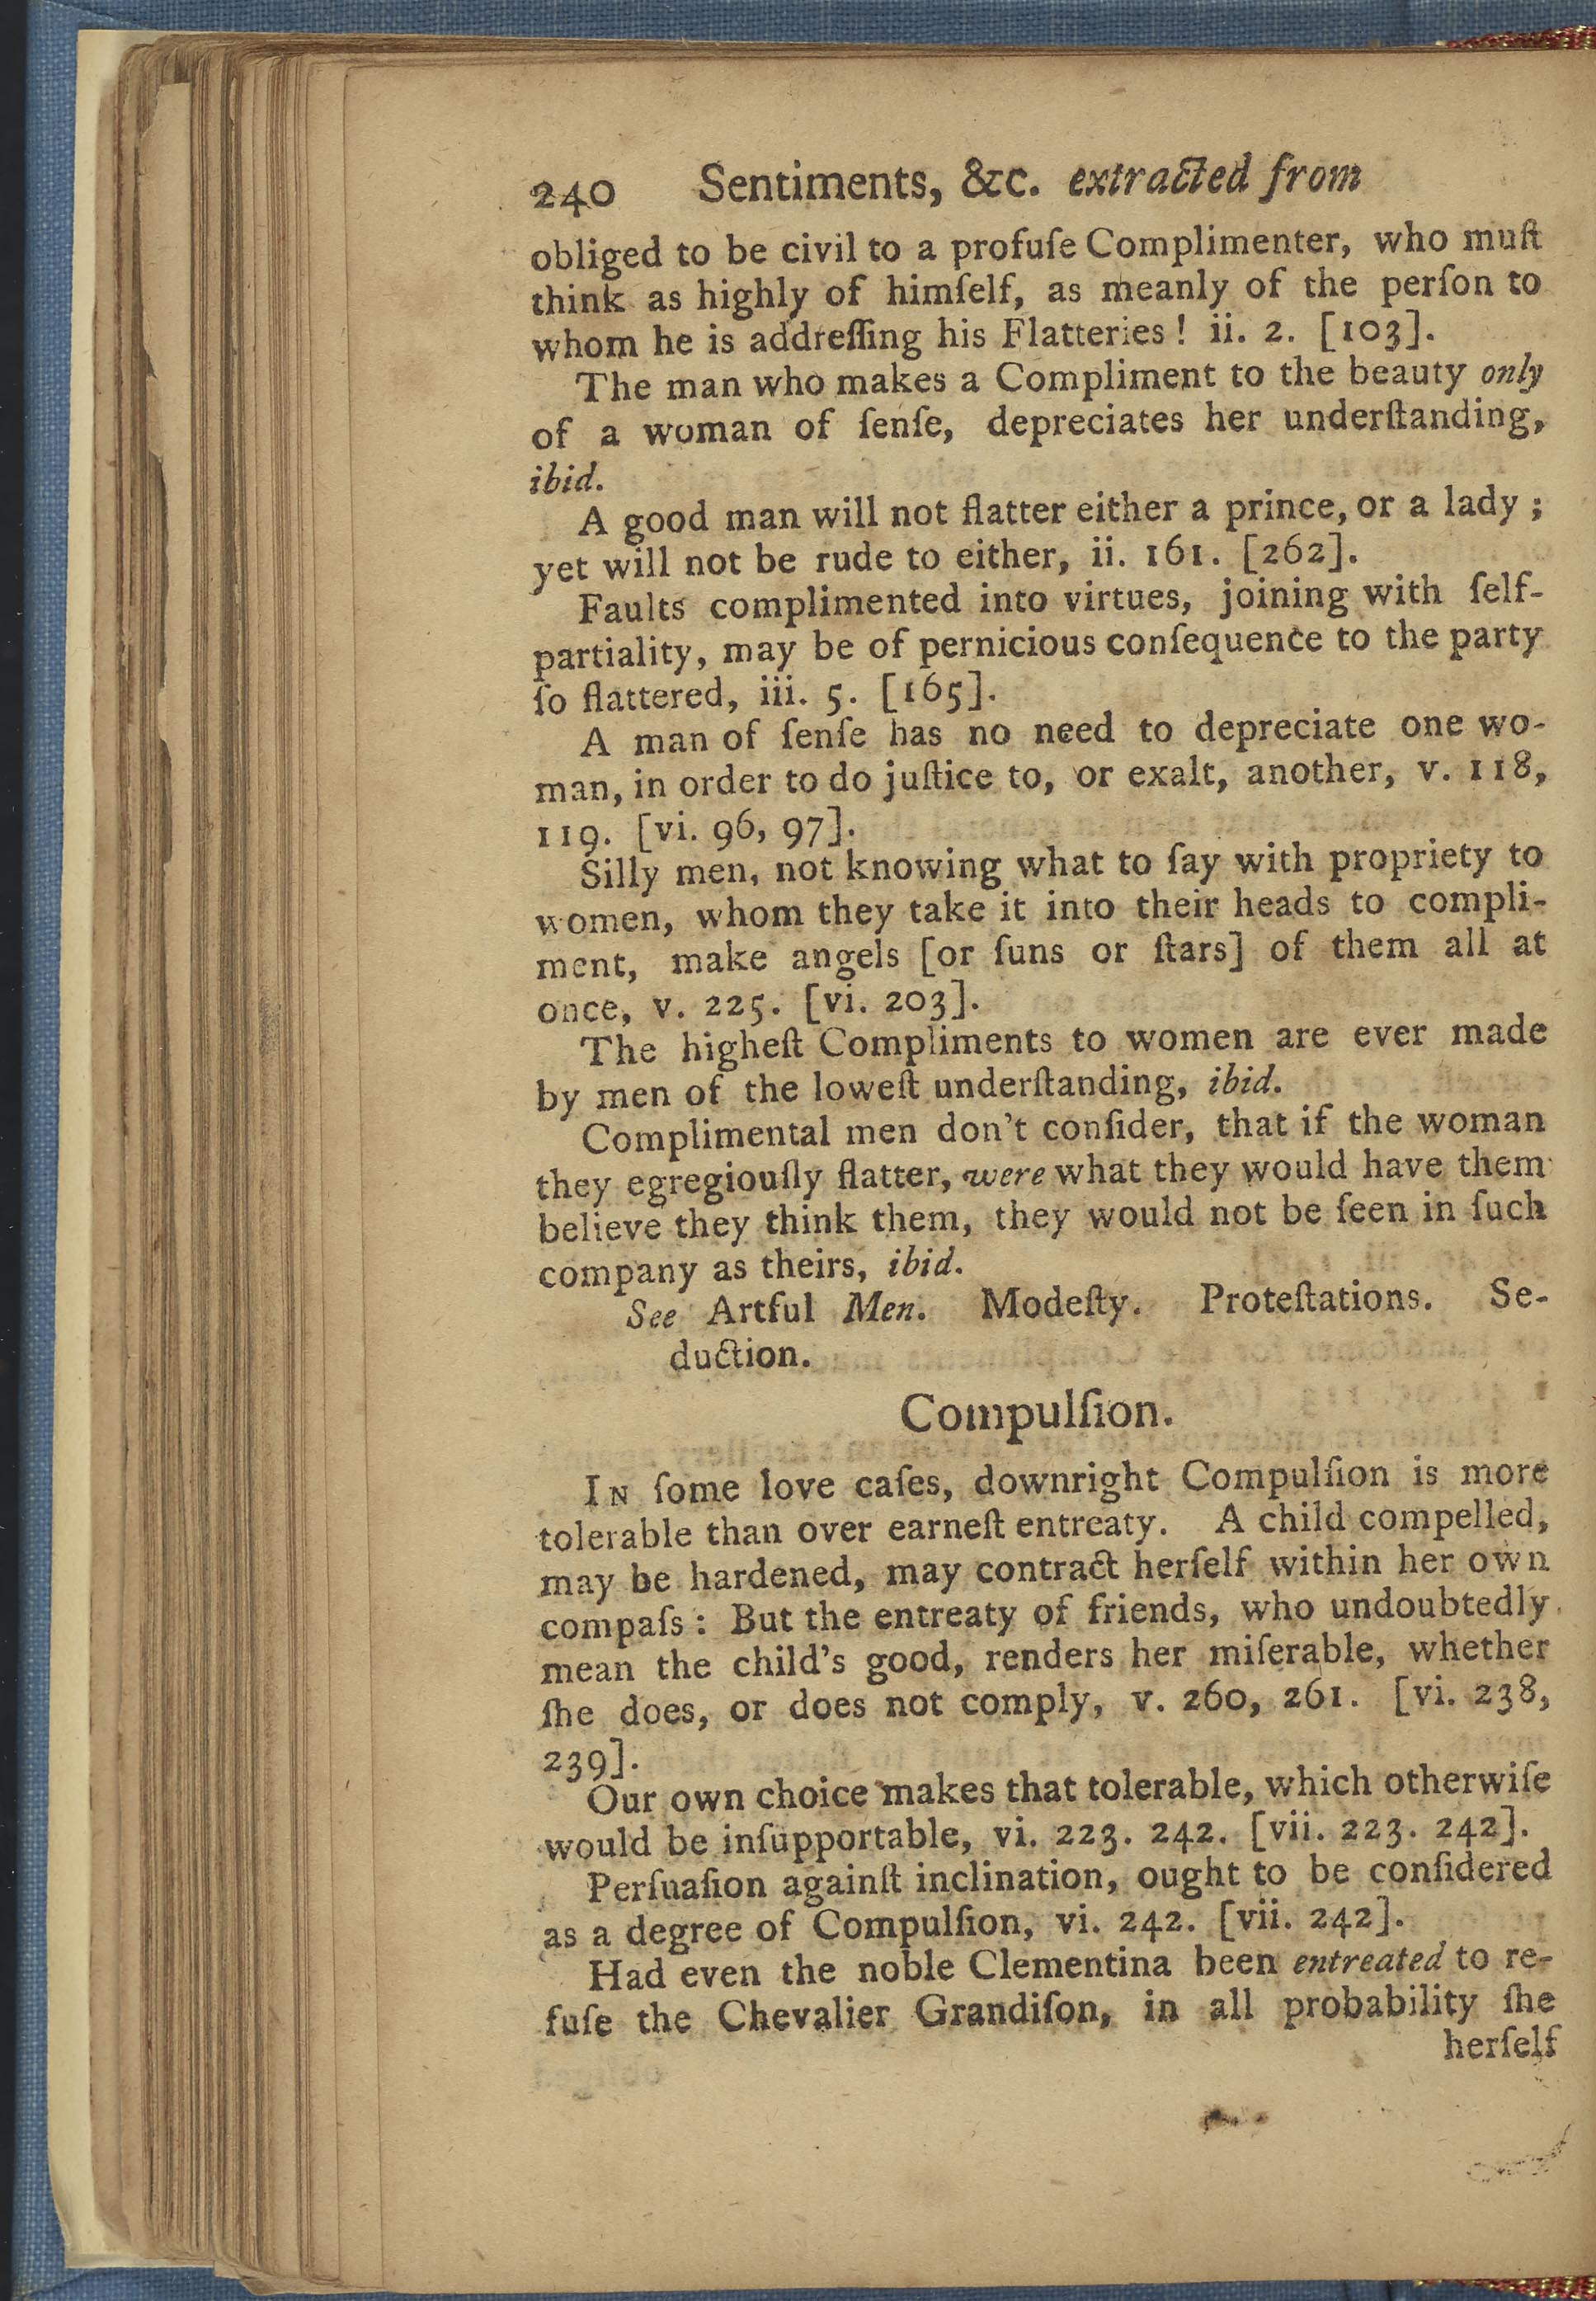 240 Sentiments, &c. extracted from
obliged to be civil to a profuſe Complimenter, who muſt
think as highly of himſelf, as meanly of the perſon to
whom he is addreſſing his Flatteries! ii. 2. [103].
The man who makes a Compliment to the beauty only
of a woman of ſenſe, depreciates her underſtanding,
ibid.
A good man will not flatter either a prince, or a lady;
yet will not be rude to either, ii. 161. [262].
Faults complimented into virtues, joining with ſelf-
partiality, may be of pernicious conſequence to the party
ſo flattered, iii. 5. [165].
A man of ſenſe has no need to depreciate one wo-
man, in order to do juſtice to, or exalt, another, v. 118,
119. [vi. 96, 97].
Silly men, not knowing what to ſay with propriety to
women, whom they take it into their heads to compli-
ment, make angels [or ſuns or ſtars] of them all at
once, v. 225. [vi. 203].
The higheſt Compliments to women are ever made
by men of the loweſt underſtanding, ibid.
Complimental men don't conſider, that if the woman
they egregiouſly flatter, were what they would have them
believe they think them, they would not be ſeen in ſuch
company as theirs, ibid.
See Artful Men. Modeſty. Proteſtations. Se-
duction.
Compulſion.
IN ſome love caſes, downright Compulſion is more
tolerable than over earneſt entreaty. A child compelled,
may be hardened, may contract herſelf within her own
compaſs: But the entreaty of friends, who undoubtedly
mean the child's good, renders her miſerable, whether
ſhe does, or does not comply, v. 260, 261. [vi. 238,
239].
Our own choice makes that tolerable, which otherwiſe
would be inſupportable, vi. 223. 242. [vii. 223. 242].
Perſuaſion againſt inclination, ought to be conſidered
as a degree of Compulſion, vi. 242. [vii. 242].
Had even the noble Clementina been entreated to re-
fuſe the Chevalier Grandiſon, in all probability ſhe
herſelf